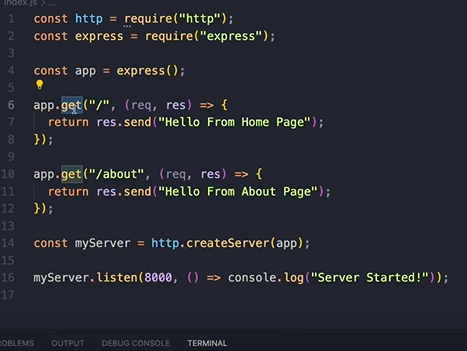 index.js > ...
1 const http = require("http");
2 const express = require("express");
3
4 const app = express();
5
6 app.get("/", (req, res) => {
7 return res.send("Hello From Home Page");
8 });
9
10 app.get("/about", (req, res) => {
11 return res.send("Hello From About Page");
12 });
13
14 const myServer = http.createServer(app);
15
16 myServer.listen(8000, () => console.log("Server Started!"));
17
PROBLEMS OUTPUT DEBUG CONSOLE TERMINAL